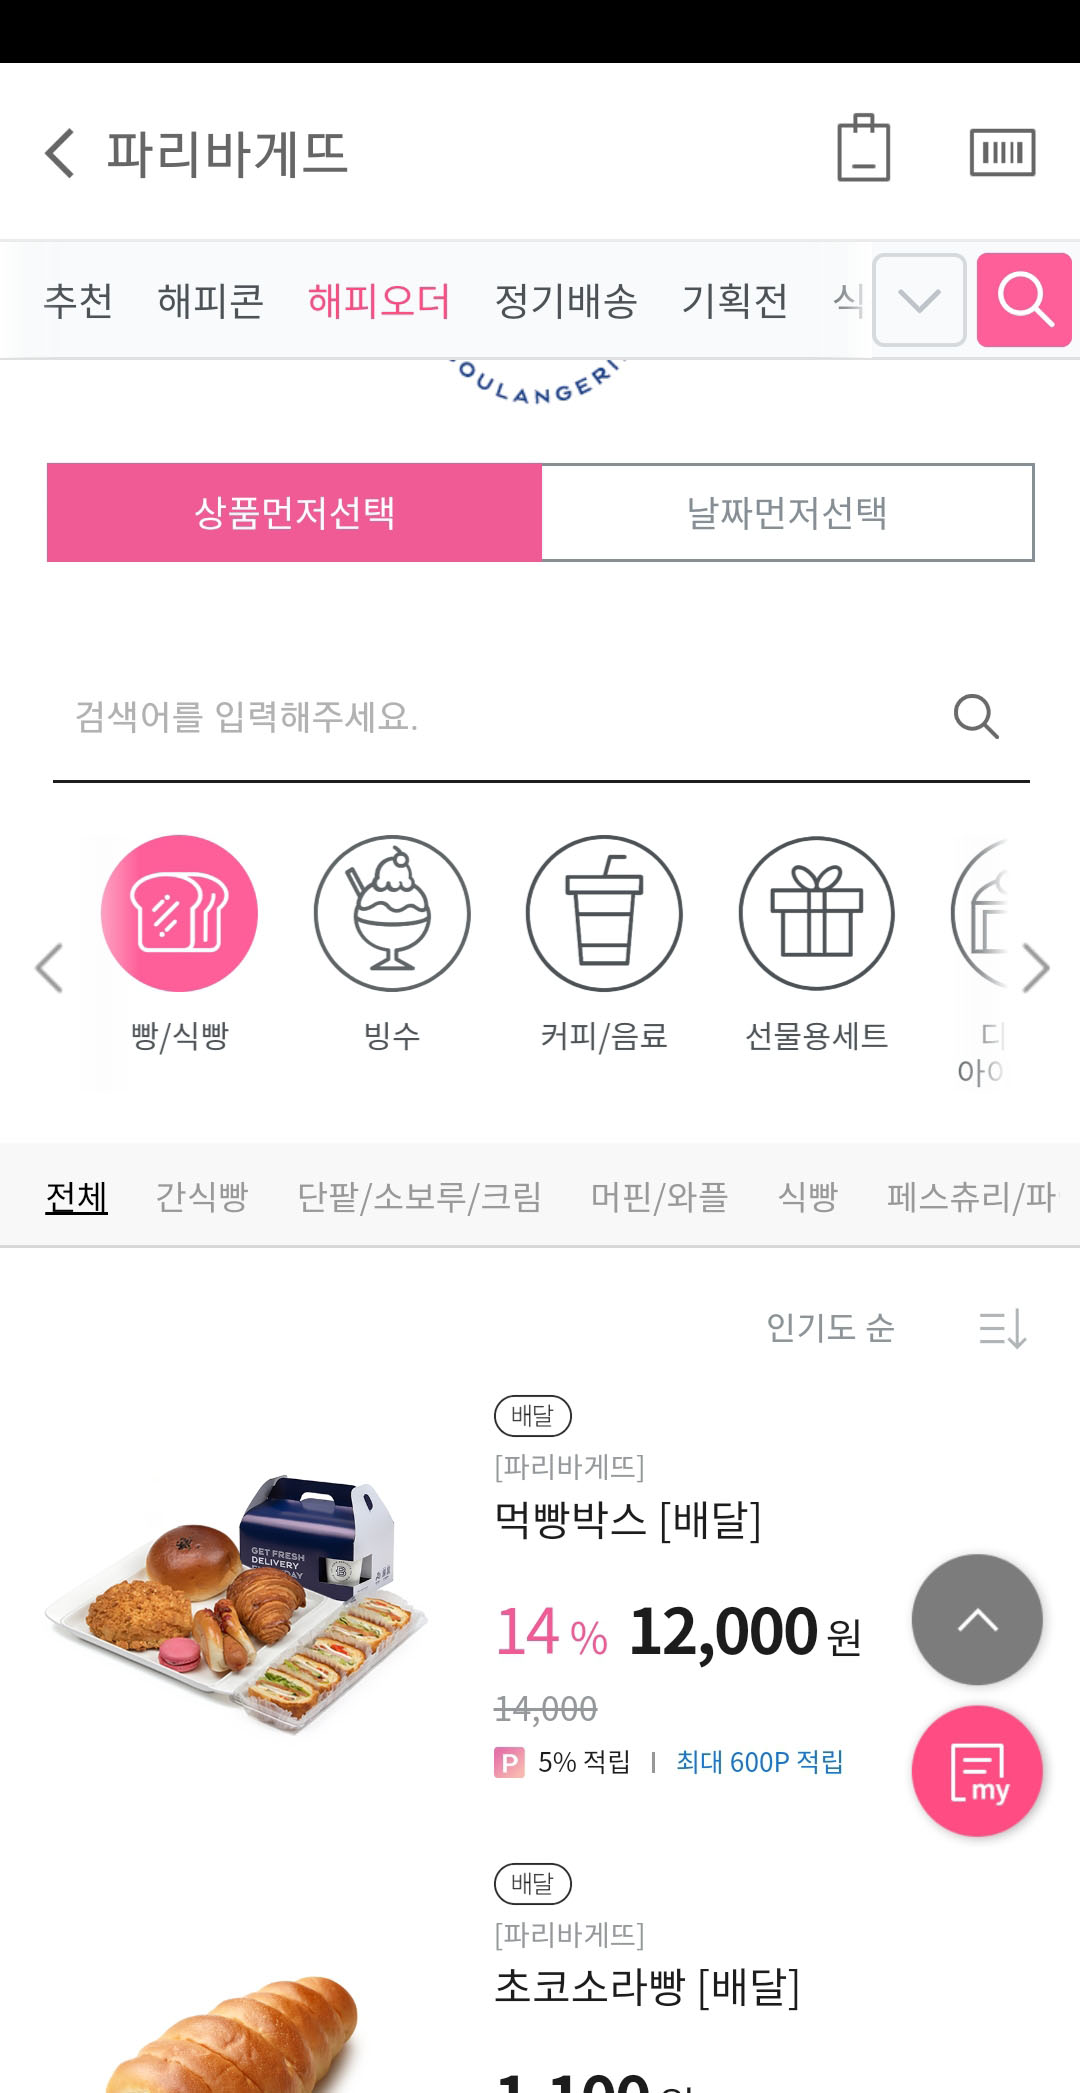 파리바게뜨
추천 해피콘 해피오더 정기배송 기획전 식
OULANGERI
상품먼저선택 날짜먼저선택
검색어를 입력해주세요.
빵/식빵 빙수 커피/음료 선물용세트
아이
전체 간식빵 단팥/소보루/크림 머핀/와플 식빵 페스츄리/파
인기도 순
배달
[파리바게뜨]
먹빵박스 [배달]
GET FRESH
DELIVERY
14 % 12,000 원
14,000
P 5% 적립 | 최대 600P 적립
my
배달
[파리바게뜨]
초코소라빵 [배달]
1,100 원